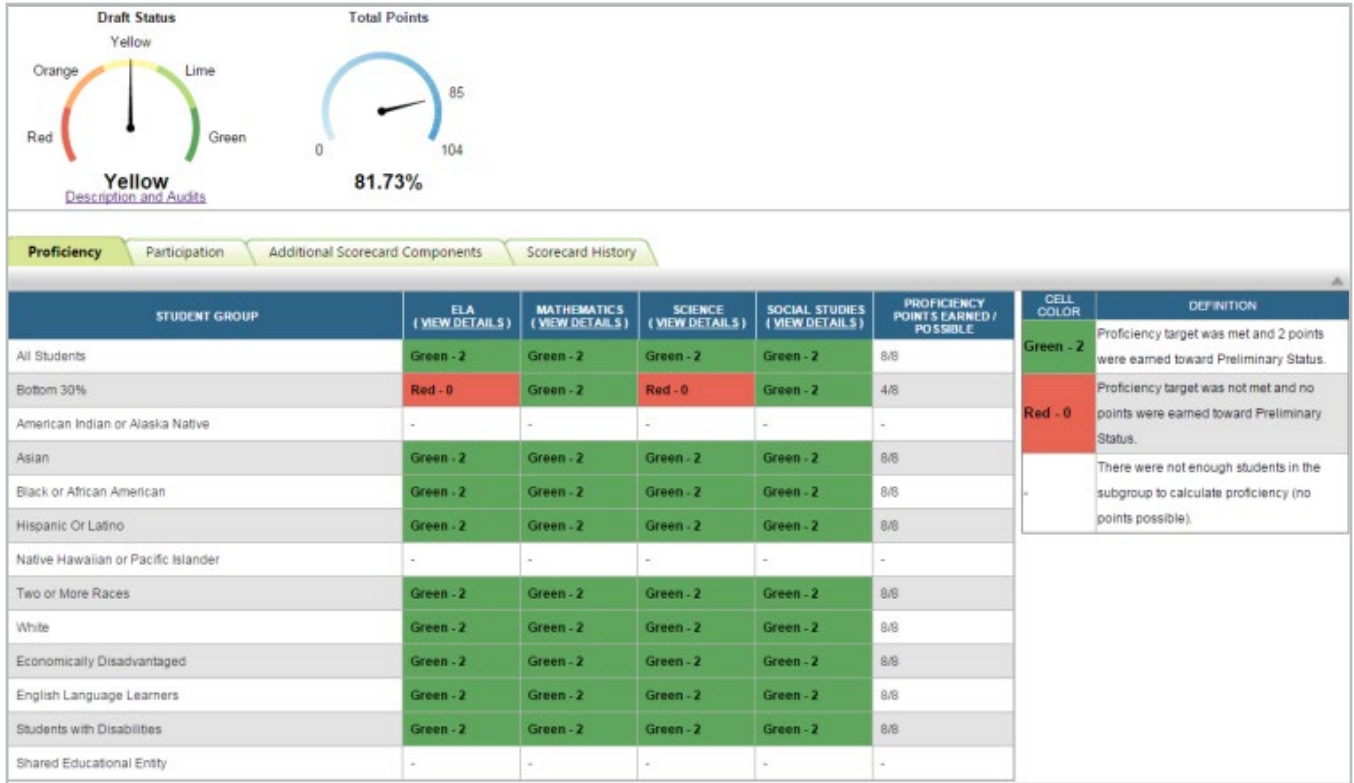 Draft Status
Yellow
Orange
Lime
Red
Green
Yellow
Description and Audits
Total Points
85
0
104
81.73%
Proficiency Participation Additional Scorecard Components Scorecard History
STUDENT GROUP
ELA
( VIEW DETAILS )
MATHEMATICS
( VIEW DETAILS )
SCIENCE
( VIEW DETAILS )
SOCIAL STUDIES
( VIEW DETAILS )
PROFICIENCY
POINTS EARNED /
POSSIBLE
All Students Green - 2 Green - 2 Green - 2 Green - 2 8/8
Bottom 30% Red - 0 Green - 2 Red - 0 Green - 2 4/8
American Indian or Alaska Native - - - - -
Asian Green - 2 Green - 2 Green - 2 Green - 2 8/8
Black or African American Green - 2 Green - 2 Green - 2 Green - 2 8/8
Hispanic Or Latino Green - 2 Green - 2 Green - 2 Green - 2 8/8
Native Hawaiian or Pacific Islander - - - - -
Two or More Races Green - 2 Green - 2 Green - 2 Green - 2 8/8
White Green - 2 Green - 2 Green - 2 Green - 2 8/8
Economically Disadvantaged Green - 2 Green - 2 Green - 2 Green - 2 8/8
English Language Learners Green - 2 Green - 2 Green - 2 Green - 2 8/8
Students with Disabilities Green - 2 Green - 2 Green - 2 Green - 2 8/8
Shared Educational Entity - - - - -
CELL
COLOR
DEFINITION
Green - 2
Proficiency target was met and 2 points
were earned toward Preliminary Status.
Red - 0
Proficiency target was not met and no
points were earned toward Preliminary
Status.
-
There were not enough students in the
subgroup to calculate proficiency (no
points possible).